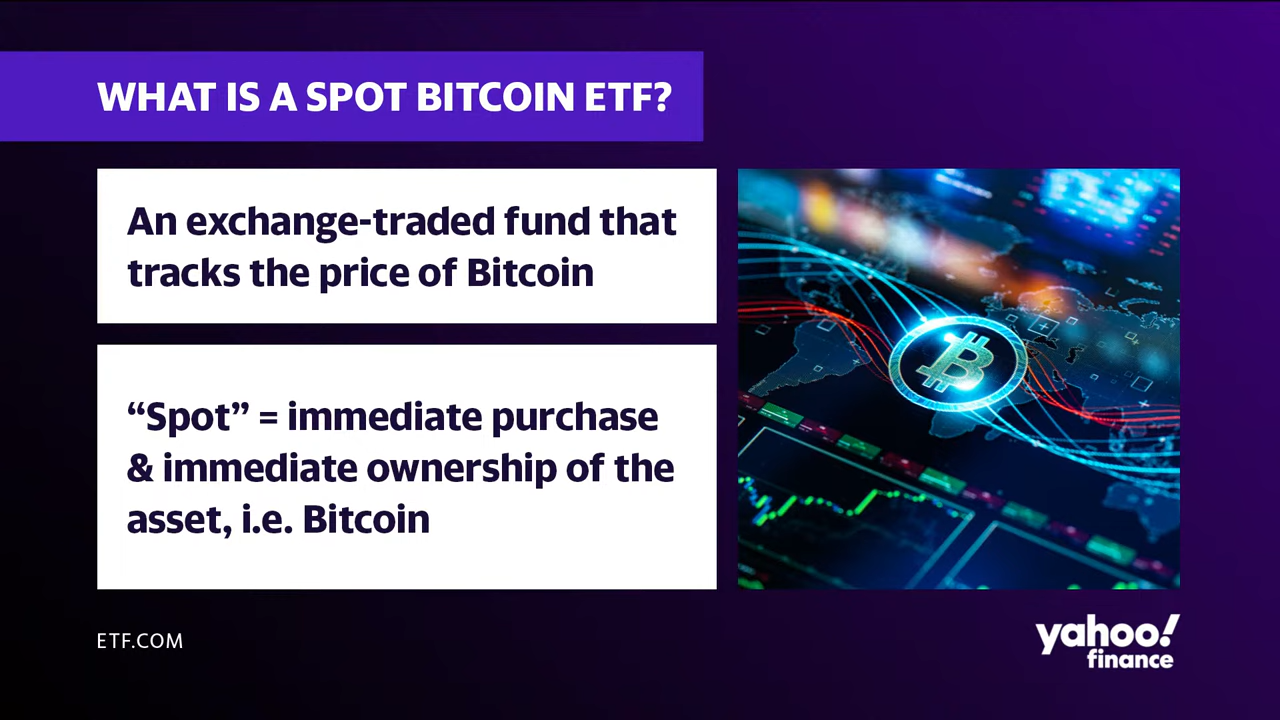 WHAT IS A SPOT BITCOIN ETF?
An exchange-traded fund that
tracks the price of Bitcoin
“Spot” = immediate purchase
& immediate ownership of the
asset, i.e. Bitcoin
ETF.COM
yahoo!
finance